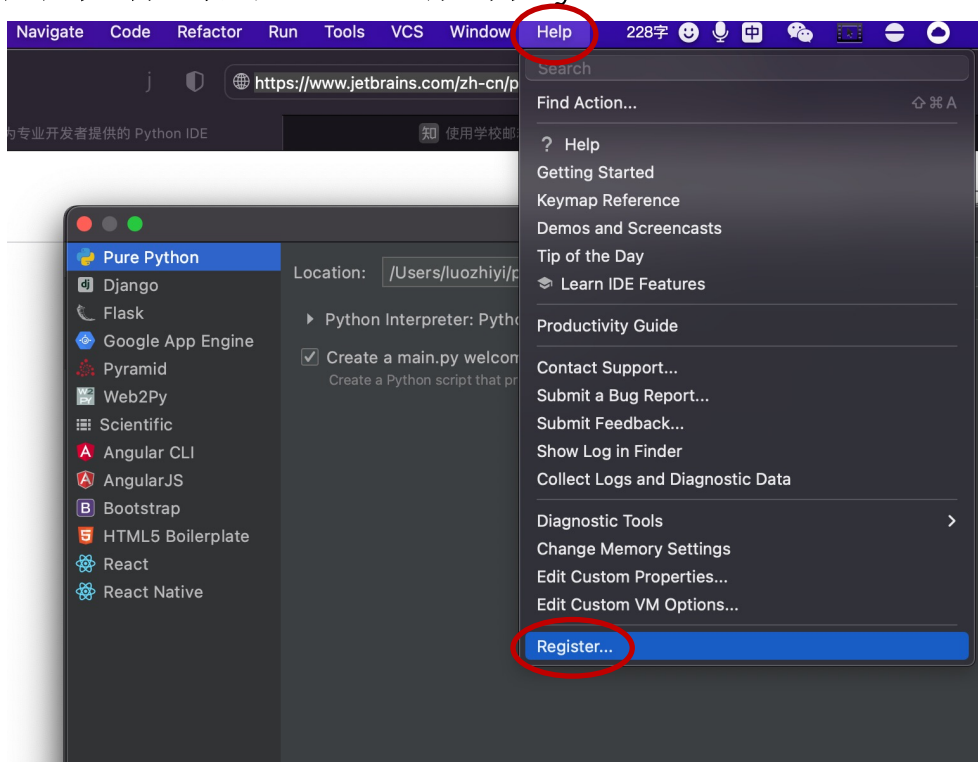 Navigate Code Refactor Run Tools VCS Window Help 228字 中
Search
https://www.jetbrains.com/zh-cn/p
Find Action... ⇧⌘A
为专业开发者提供的 Python IDE
知 使用学校邮
? Help
Getting Started
Keymap Reference
Demos and Screencasts
Tip of the Day
Learn IDE Features
Productivity Guide
Contact Support...
Submit a Bug Report...
Submit Feedback...
Show Log in Finder
Collect Logs and Diagnostic Data
Diagnostic Tools
Change Memory Settings
Edit Custom Properties...
Edit Custom VM Options...
Register...
Pure Python
Django
Flask
Google App Engine
Pyramid
Web2Py
Scientific
Angular CLI
AngularJS
Bootstrap
HTML5 Boilerplate
React
React Native
Location: /Users/luozhiyi/p
Python Interpreter: Pytho
Create a main.py welcom
Create a Python script that pr